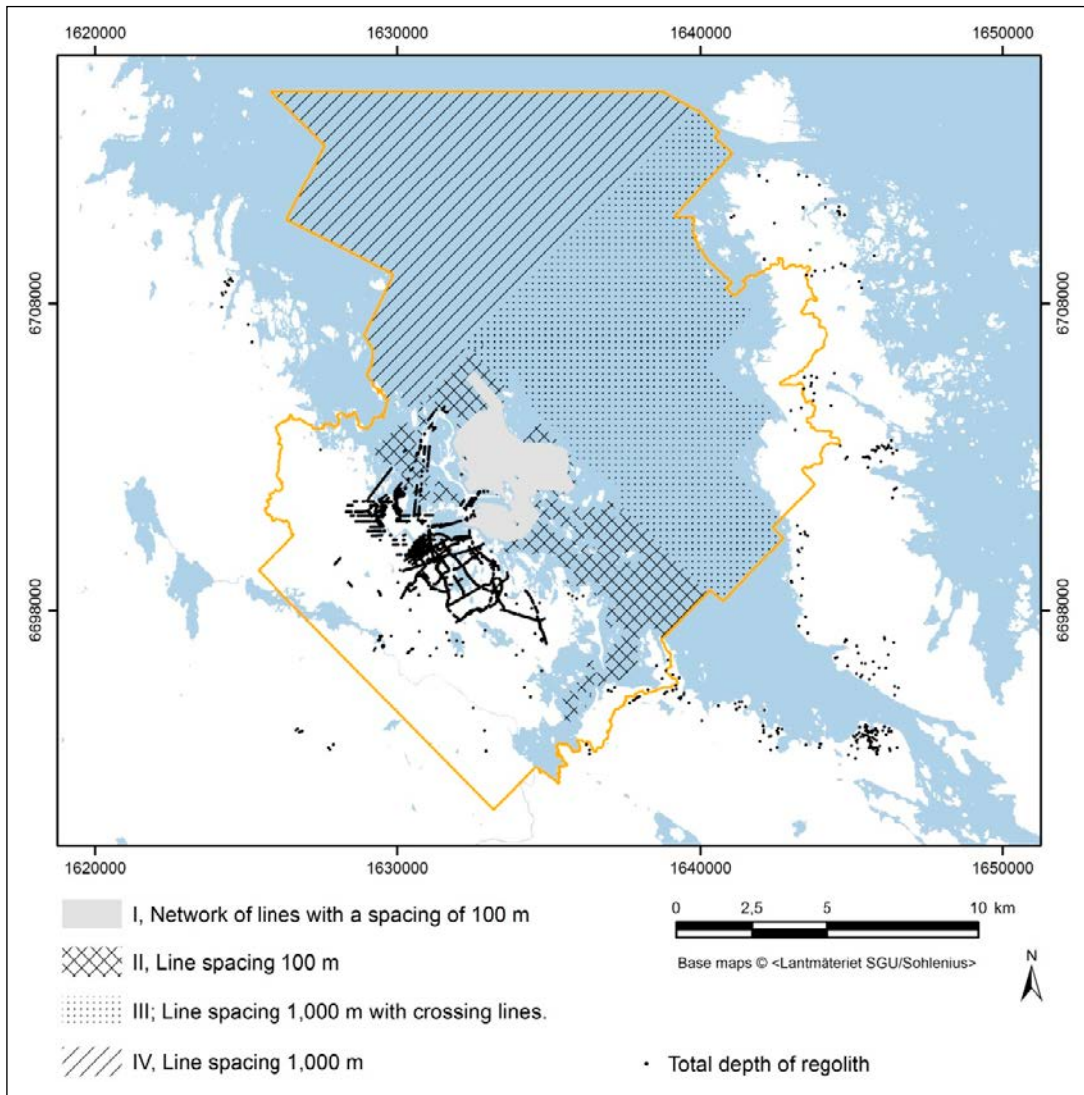 1620000 1630000 1640000 1650000
6708000 6708000
6698000 6698000
1620000 1630000 1640000 1650000
I, Network of lines with a spacing of 100 m
II, Line spacing 100 m
III; Line spacing 1,000 m with crossing lines.
IV, Line spacing 1,000 m
0 2,5 5 10 km
Base maps © <Lantmäteriet SGU/Sohlenius>
N
Total depth of regolith